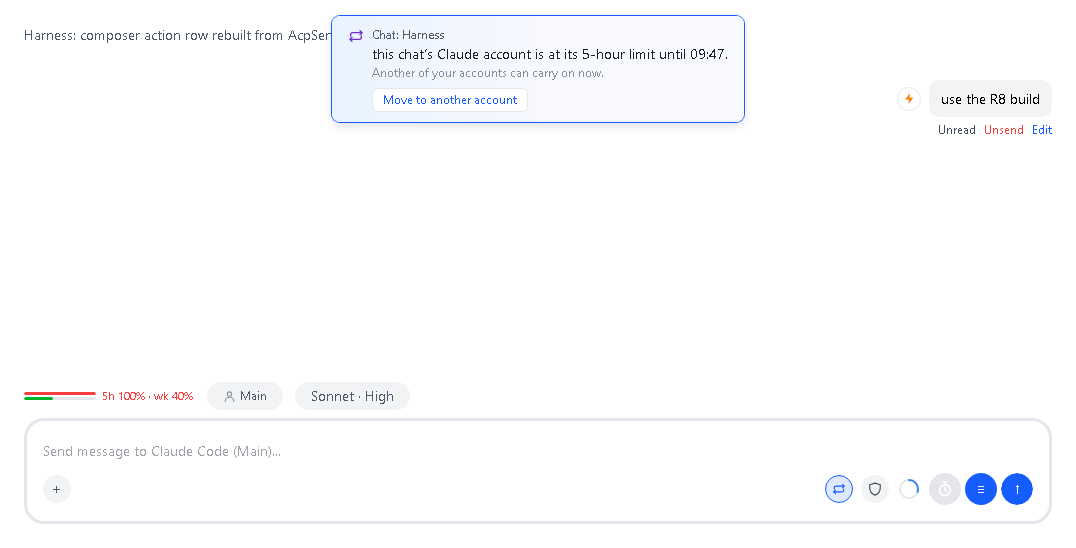 Harness: composer action row rebuilt from AcpSer
Chat: Harness
this chat's Claude account is at its 5-hour limit until 09:47.
Another of your accounts can carry on now.
Move to another account
use the R8 build
Unread Unsend Edit
5h 100% · wk 40% Main Sonnet · High
Send message to Claude Code (Main)...